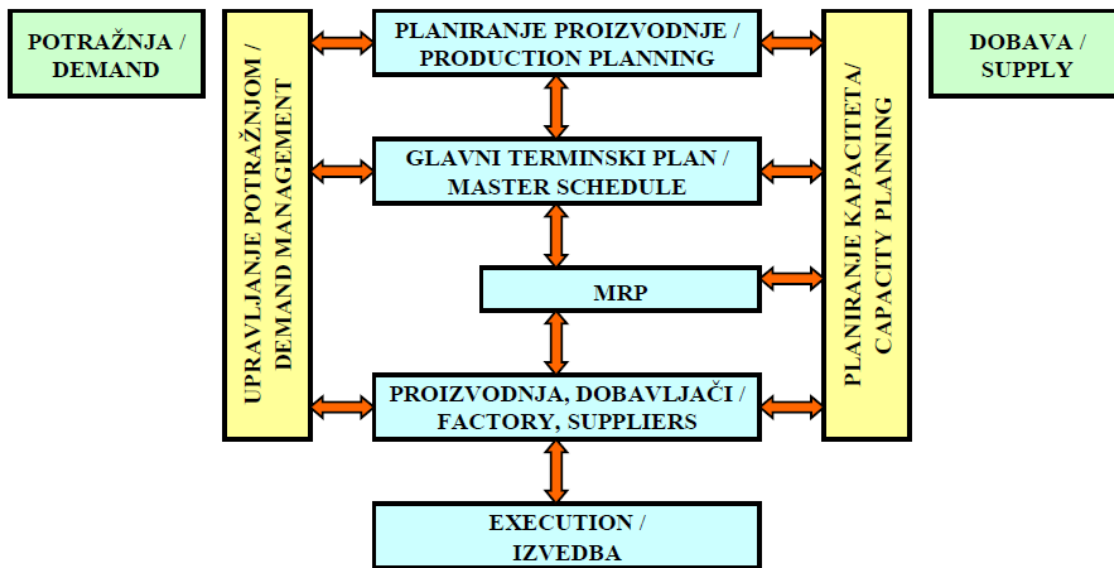 POTRAŽNJA /
DEMAND
UPRAVLJANJE POTRAŽNJOM /
DEMAND MANAGEMENT
PLANIRANJE PROIZVODNJE /
PRODUCTION PLANNING
GLAVNI TERMINSKI PLAN /
MASTER SCHEDULE
MRP
PROIZVODNJA, DOBAVLJAČI /
FACTORY, SUPPLIERS
EXECUTION /
IZVEDBA
PLANIRANJE KAPACITETA/
CAPACITY PLANNING
DOBAVA /
SUPPLY